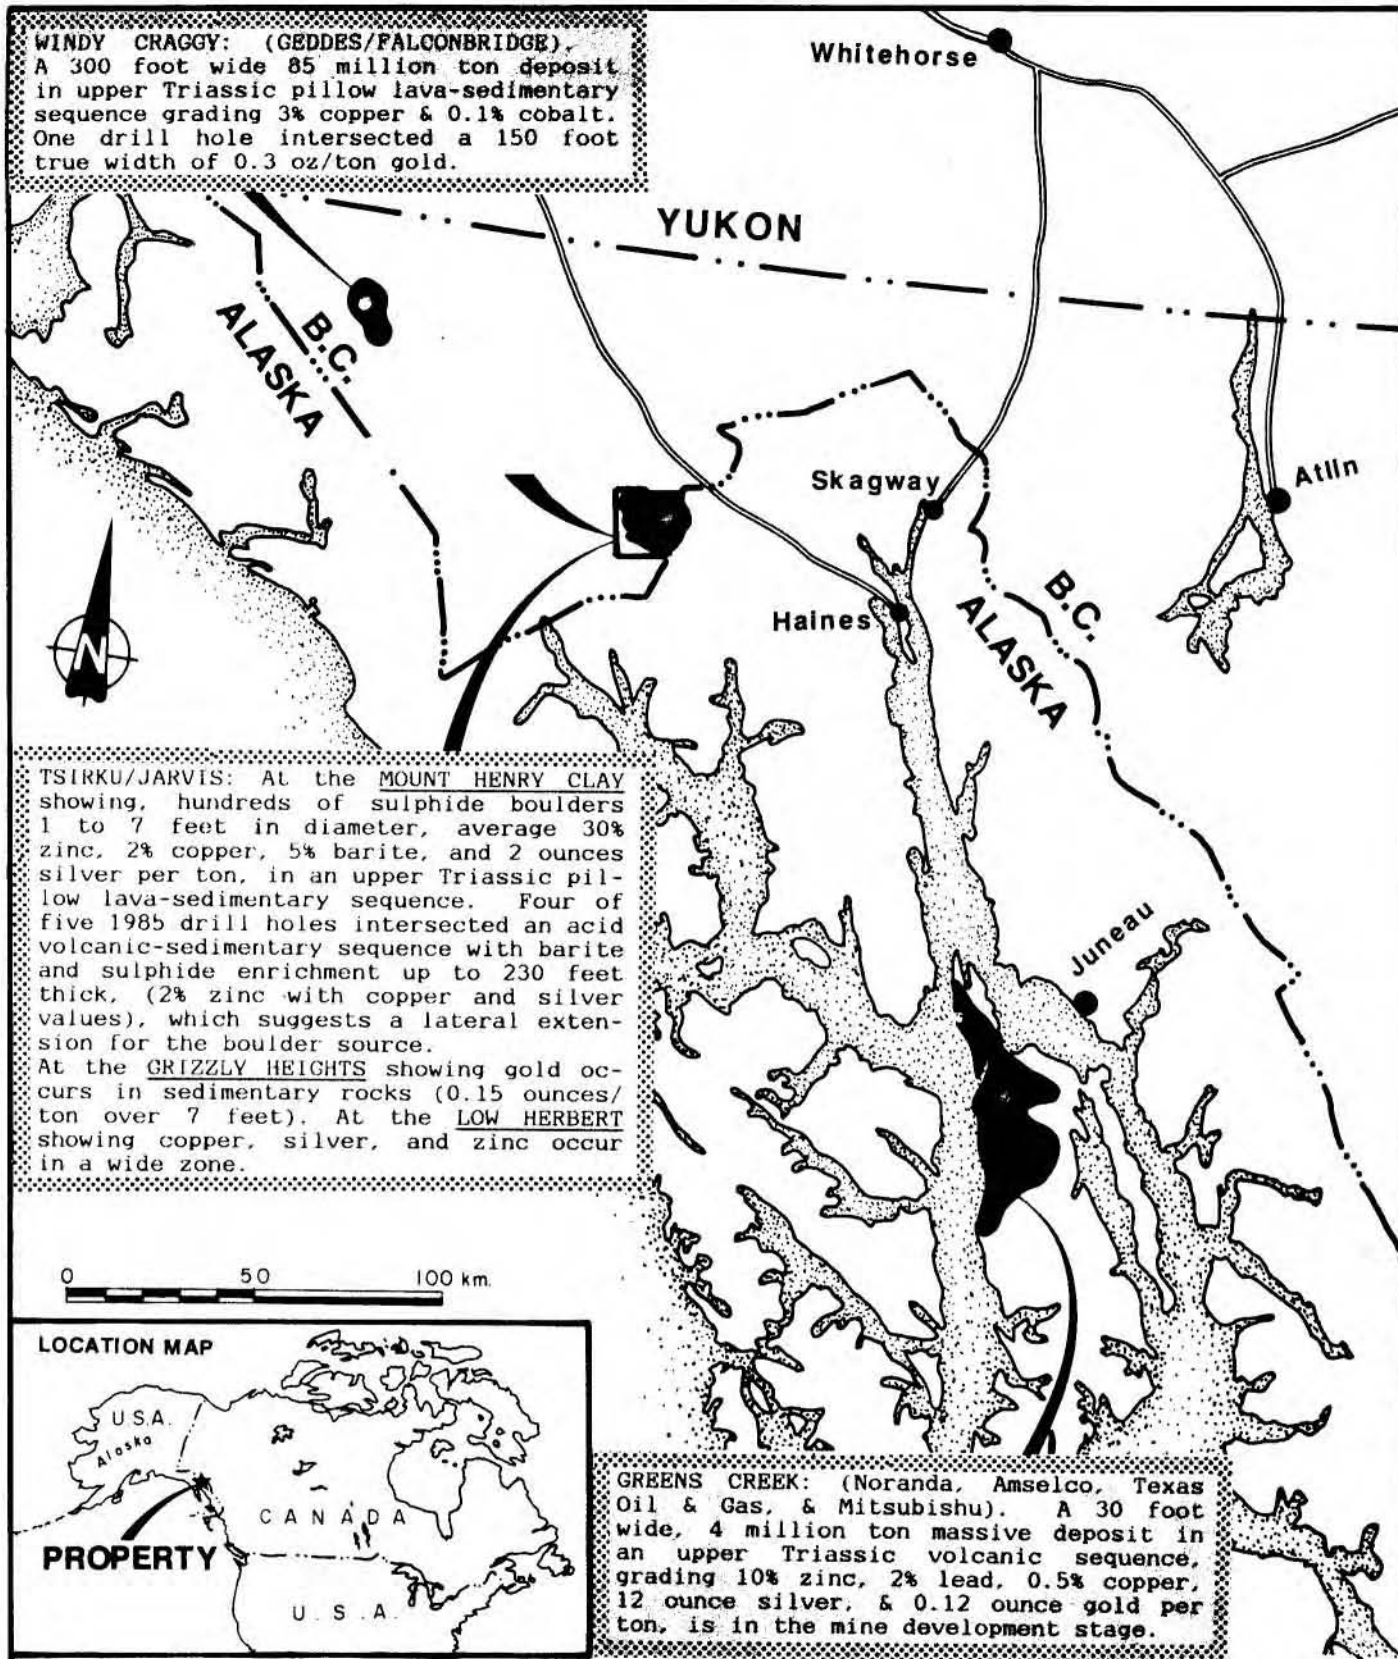 WINDY CRAGGY: (GEDDES/FALCONBRIDGE).
A 300 foot wide 85 million ton deposit
in upper Triassic pillow lava-sedimentary
sequence grading 3% copper & 0.1% cobalt.
One drill hole intersected a 150 foot
true width of 0.3 oz/ton gold.
Whitehorse
YUKON
B.C.
ALASKA
Skagway
Atlin
Haines
B.C.
ALASKA
N
TSIRKU/JARVIS: At the MOUNT HENRY CLAY
showing, hundreds of sulphide boulders
1 to 7 feet in diameter, average 30%
zinc, 2% copper, 5% barite, and 2 ounces
silver per ton, in an upper Triassic pil-
low lava-sedimentary sequence. Four of
five 1985 drill holes intersected an acid
volcanic-sedimentary sequence with barite
and sulphide enrichment up to 230 feet
thick, (2% zinc with copper and silver
values), which suggests a lateral exten-
sion for the boulder source.
At the GRIZZLY HEIGHTS showing gold oc-
curs in sedimentary rocks (0.15 ounces/
ton over 7 feet). At the LOW HERBERT
showing copper, silver, and zinc occur
in a wide zone.
Juneau
0 50 100 km.
LOCATION MAP
U.S.A.
Alaska
CANADA
PROPERTY
U.S.A.
GREENS CREEK: (Noranda, Amselco, Texas
Oil & Gas, & Mitsubishu). A 30 foot
wide, 4 million ton massive deposit in
an upper Triassic volcanic sequence,
grading 10% zinc, 2% lead, 0.5% copper,
12 ounce silver, & 0.12 ounce gold per
ton, is in the mine development stage.